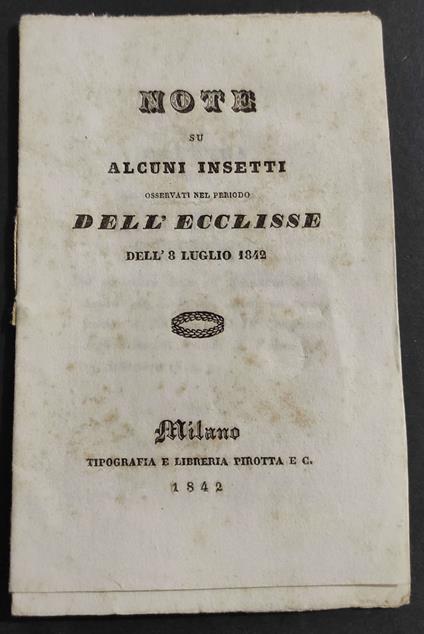 NOTE
SU
ALCUNI INSETTI
OSSERVATI NEL PERIODO
DELL' ECCLISSE
DELL' 8 LUGLIO 1842
Milano
TIPOGRAFIA E LIBRERIA PIROTTA E C.
1842